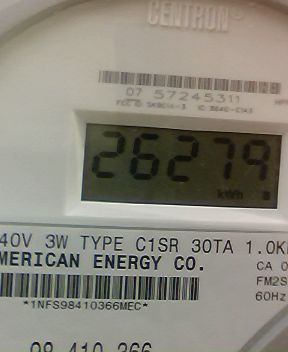 CENTRON®
07 57245311
26279
kWh
40V 3W TYPE C1SR 30TA 1.0K
MERICAN ENERGY CO.
CA 0
FM2S
60Hz
*1NFS98410366MEC*
98 410 366